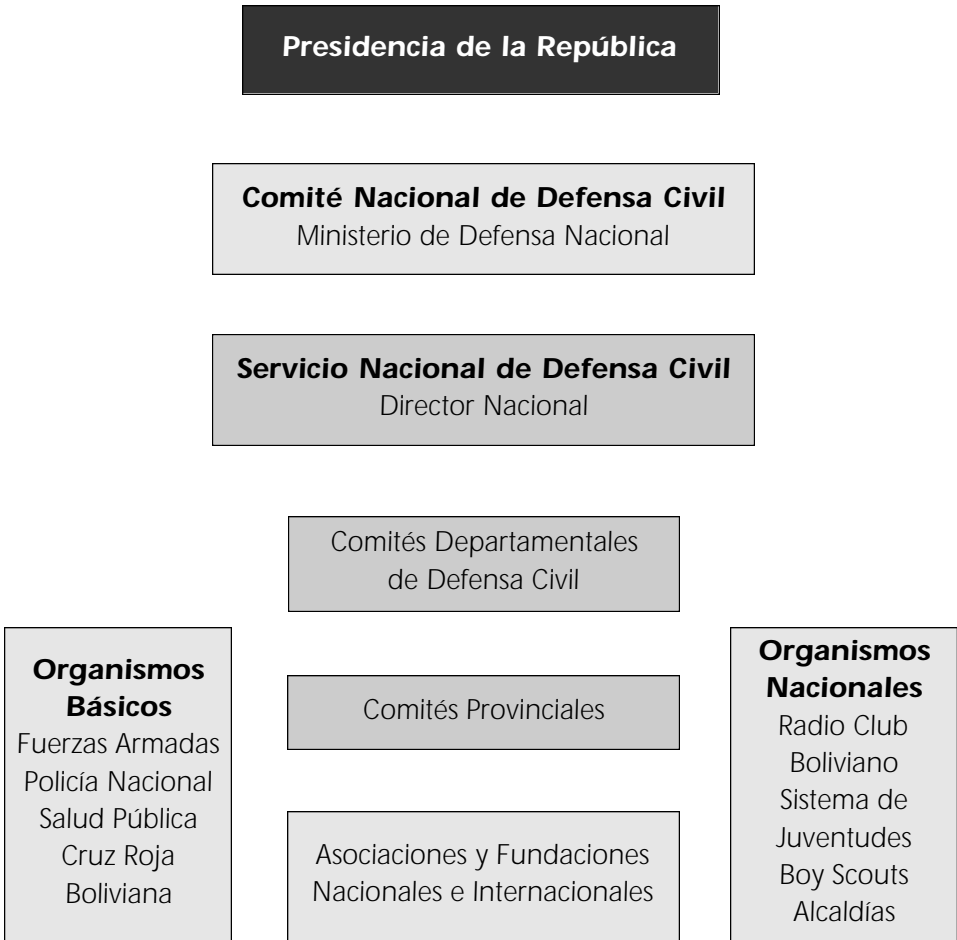 Presidencia de la República
Comité Nacional de Defensa Civil
Ministerio de Defensa Nacional
Servicio Nacional de Defensa Civil
Director Nacional
Comités Departamentales
de Defensa Civil
Organismos
Básicos
Fuerzas Armadas
Policía Nacional
Salud Pública
Cruz Roja
Boliviana
Comités Provinciales
Asociaciones y Fundaciones
Nacionales e Internacionales
Organismos
Nacionales
Radio Club
Boliviano
Sistema de
Juventudes
Boy Scouts
Alcaldías